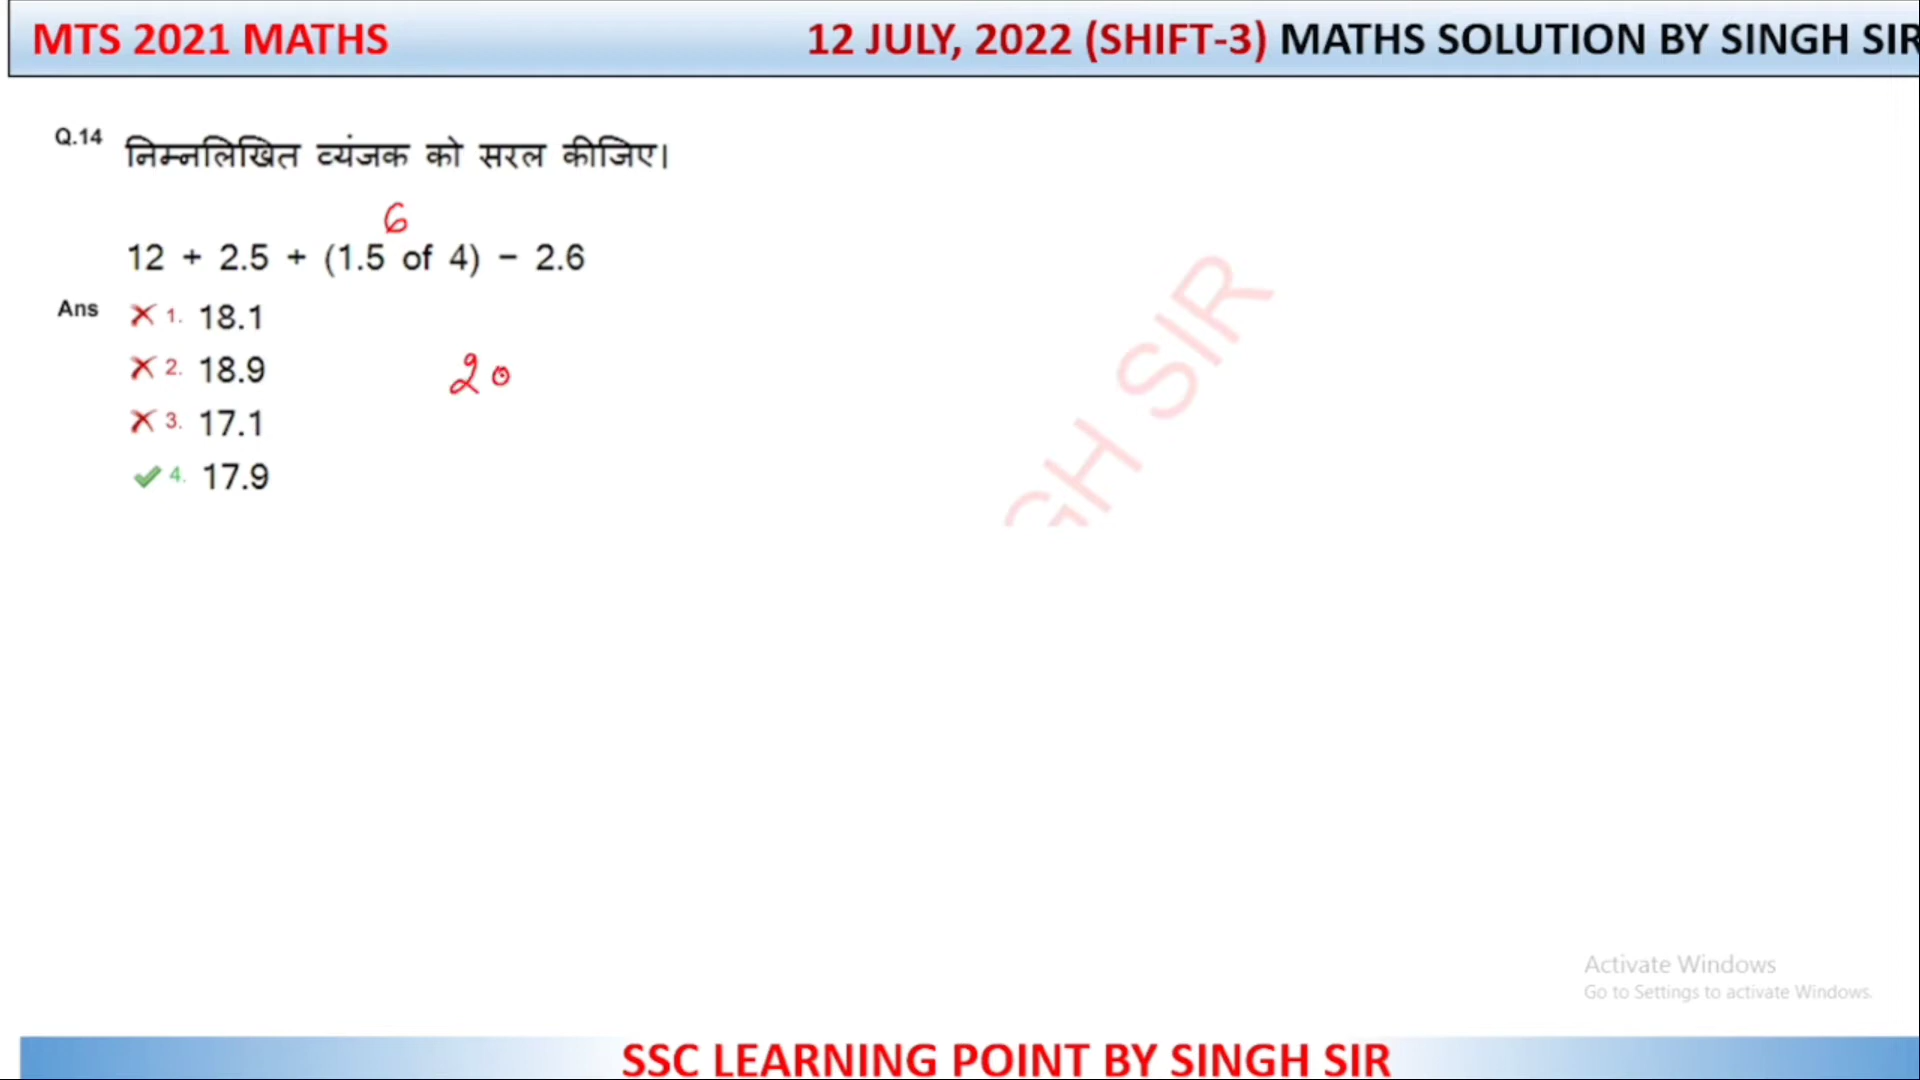 MTS 2021 MATHS
12 JULY, 2022 (SHIFT-3) MATHS SOLUTION BY SINGH SIR
Q.14 निम्नलिखित व्यंजक को सरल कीजिए।
6
12 + 2.5 + (1.5 of 4) − 2.6
Ans 1. 18.1
2. 18.9
20
3. 17.1
4. 17.9
GH SIR
Activate Windows
Go to Settings to activate Windows.
SSC LEARNING POINT BY SINGH SIR